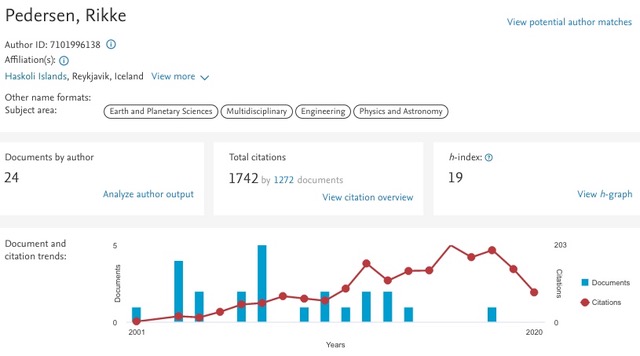 Pedersen, Rikke
View potential author matches
Author ID: 7101996138
Affiliation(s):
Haskoli Islands, Reykjavik, Iceland View more
Other name formats:
Subject area:
Earth and Planetary Sciences Multidisciplinary Engineering Physics and Astronomy
Documents by author
24
Analyze author output
Total citations
1742 by 1272 documents
View citation overview
h-index:
19
View h-graph
Document and
citation trends:
5
Documents
0
2001
Years
2020
203
Citations
0
Documents
Citations